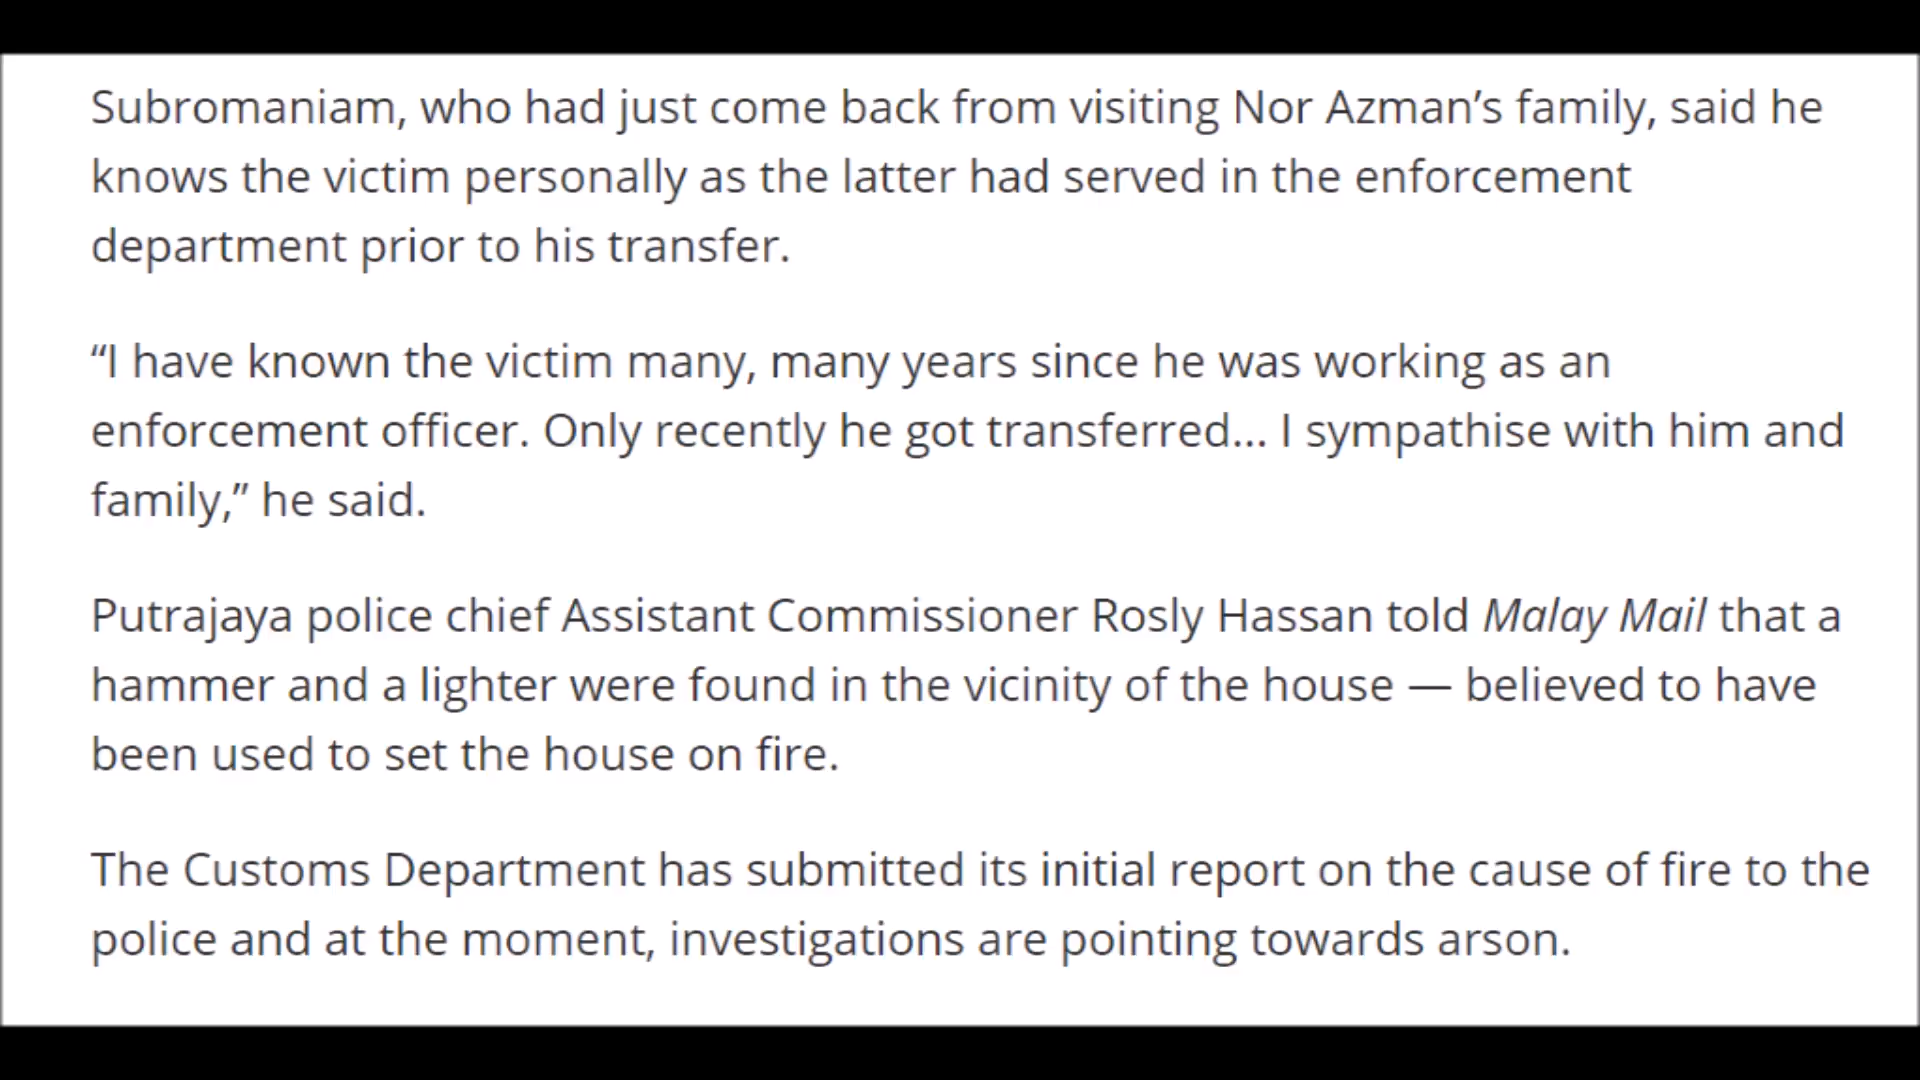 Subromaniam, who had just come back from visiting Nor Azman’s family, said he
knows the victim personally as the latter had served in the enforcement
department prior to his transfer.
“I have known the victim many, many years since he was working as an
enforcement officer. Only recently he got transferred... I sympathise with him and
family,” he said.
Putrajaya police chief Assistant Commissioner Rosly Hassan told Malay Mail that a
hammer and a lighter were found in the vicinity of the house — believed to have
been used to set the house on fire.
The Customs Department has submitted its initial report on the cause of fire to the
police and at the moment, investigations are pointing towards arson.